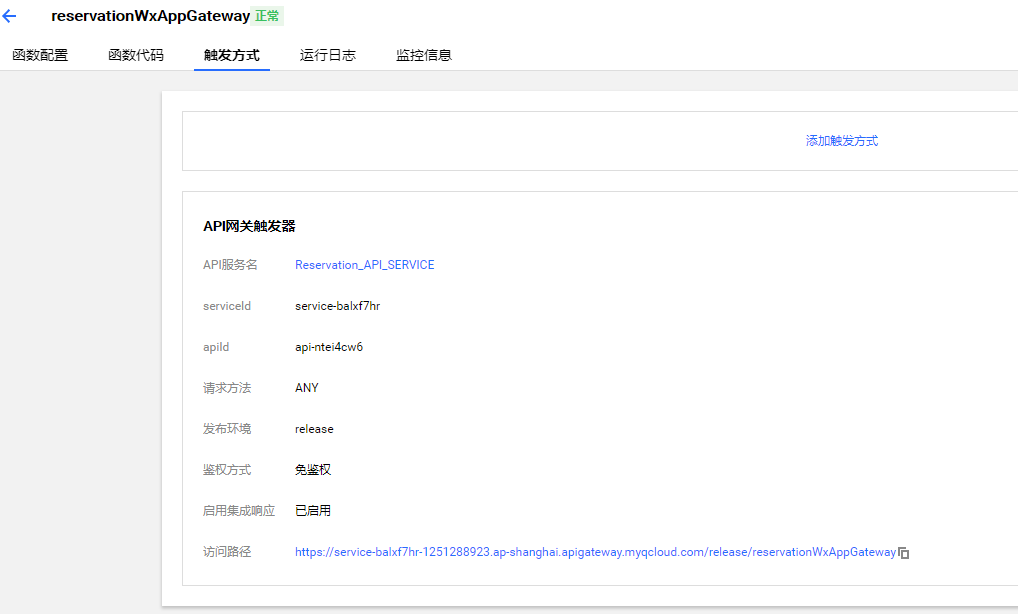 reservationWxAppGateway 正常
函数配置 函数代码 触发方式 运行日志 监控信息
添加触发方式
API网关触发器
API服务名 Reservation_API_SERVICE
serviceId service-balxf7hr
apiId api-ntei4cw6
请求方法 ANY
发布环境 release
鉴权方式 免鉴权
启用集成响应 已启用
访问路径 https://service-balxf7hr-1251288923.ap-shanghai.apigateway.myqcloud.com/release/reservationWxAppGateway